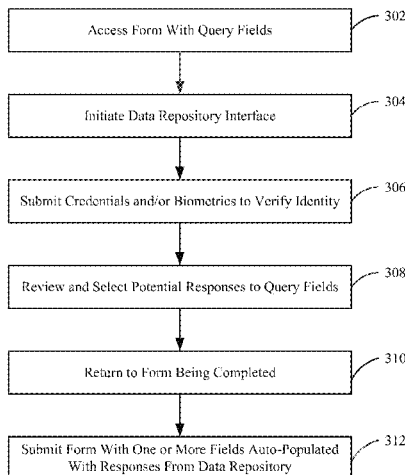 Access Form With Query Fields
302
Initiate Data Repository Interface
304
Submit Credentials and/or Biometrics to Verify Identity
306
Review and Select Potential Responses to Query Fields
308
Return to Form Being Completed
310
Submit Form With One or More Fields Auto-Populated
With Responses From Data Repository
312